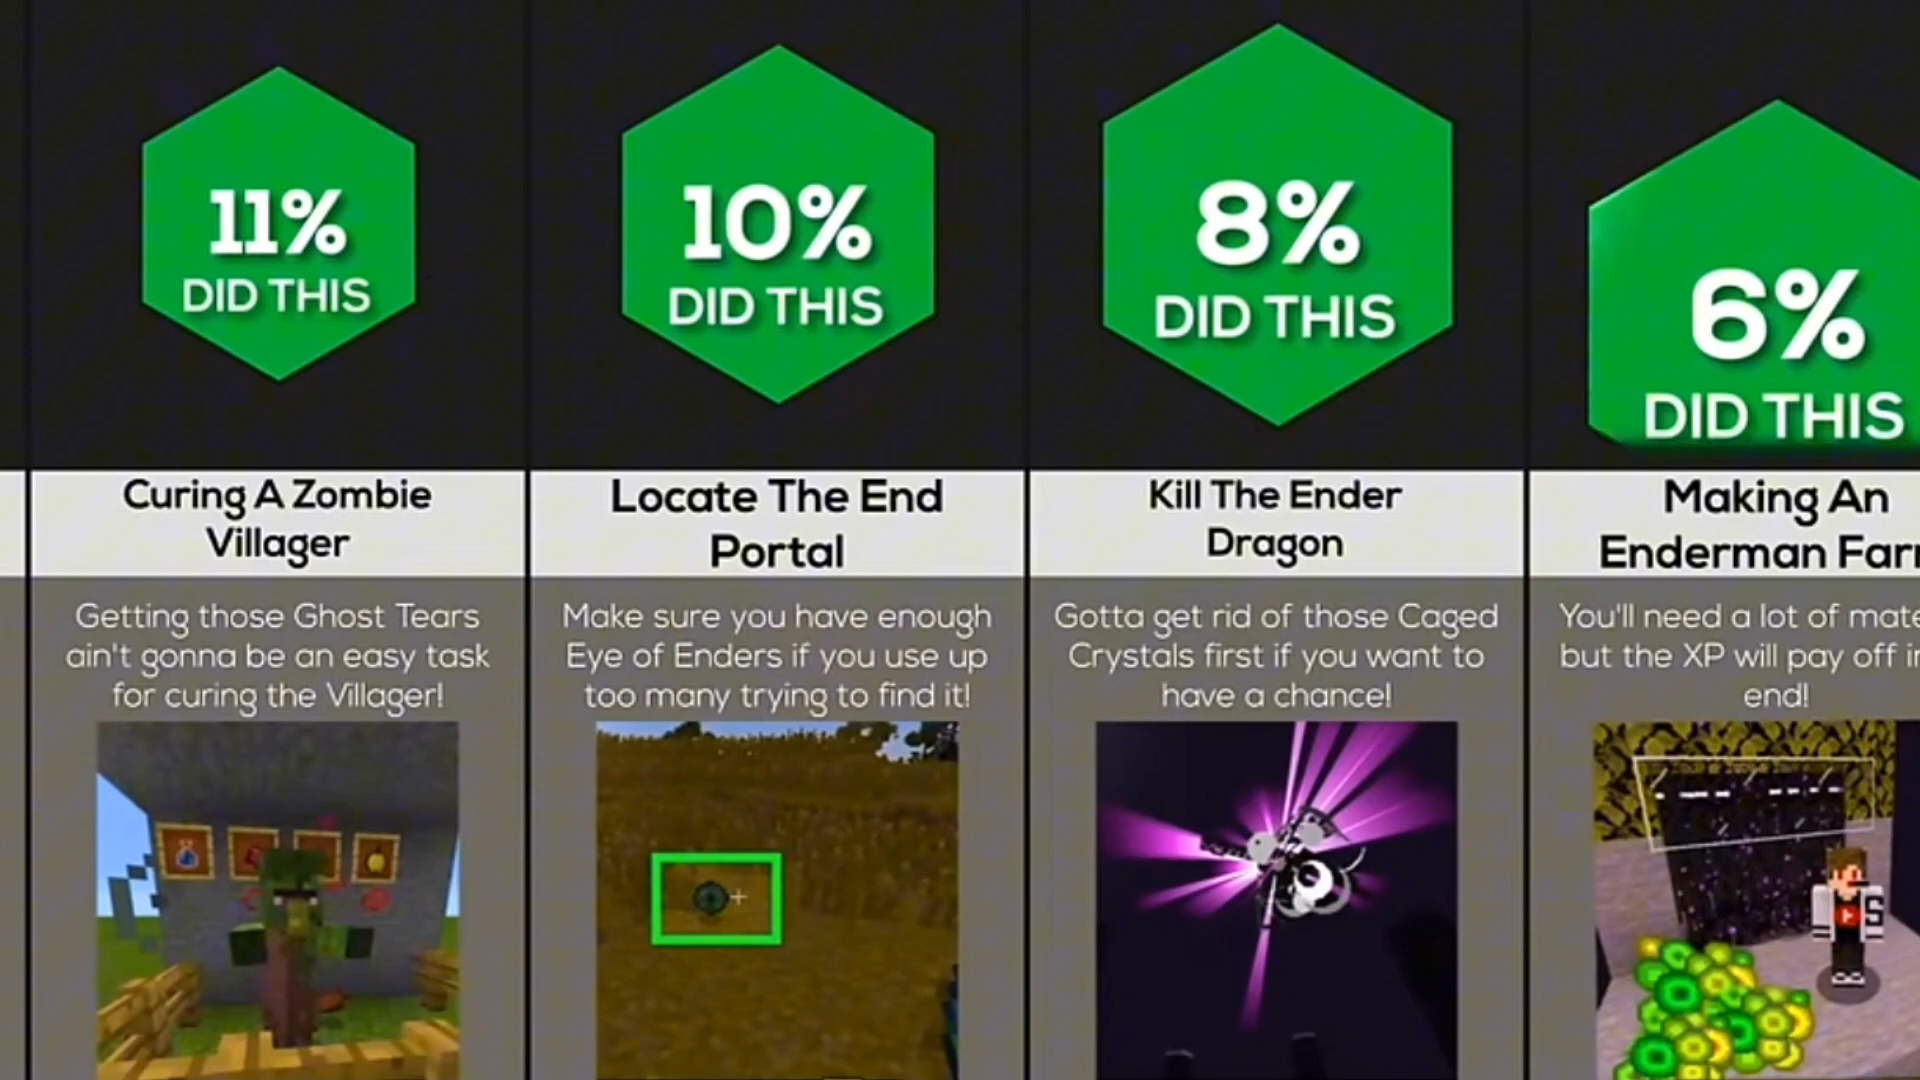 11%
DID THIS
Curing A Zombie
Villager
Getting those Ghost Tears
ain't gonna be an easy task
for curing the Villager!
10%
DID THIS
Locate The End
Portal
Make sure you have enough
Eye of Enders if you use up
too many trying to find it!
8%
DID THIS
Kill The Ender
Dragon
Gotta get rid of those Caged
Crystals first if you want to
have a chance!
6%
DID THIS
Making An
Enderman
You'll need a lot of
but the XP will pay off
end!
S